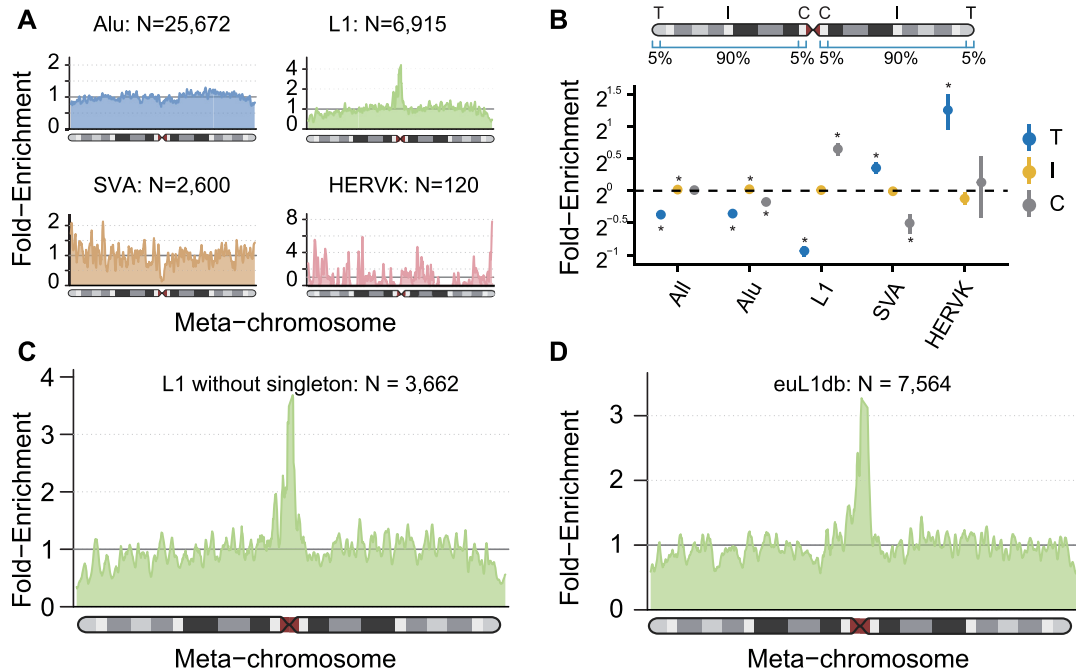 A
Alu: N=25,672
L1: N=6,915
2
1
0
4
2
1
0
SVA: N=2,600
HERVK: N=120
2
1
0
8
4
2
1
0
Fold−Enrichment
Meta−chromosome
B
T I C C I T
5% 90% 5% 5% 90% 5%
Fold−Enrichment
2^1.5
2^1
2^0.5
2^0
2^−0.5
2^−1
* * * * * * * * * *
All Alu L1 SVA HERVK
T
I
C
C
L1 without singleton: N = 3,662
Fold−Enrichment
4
3
2
1
0
Meta−chromosome
D
euL1db: N = 7,564
Fold−Enrichment
3
2
1
0
Meta−chromosome